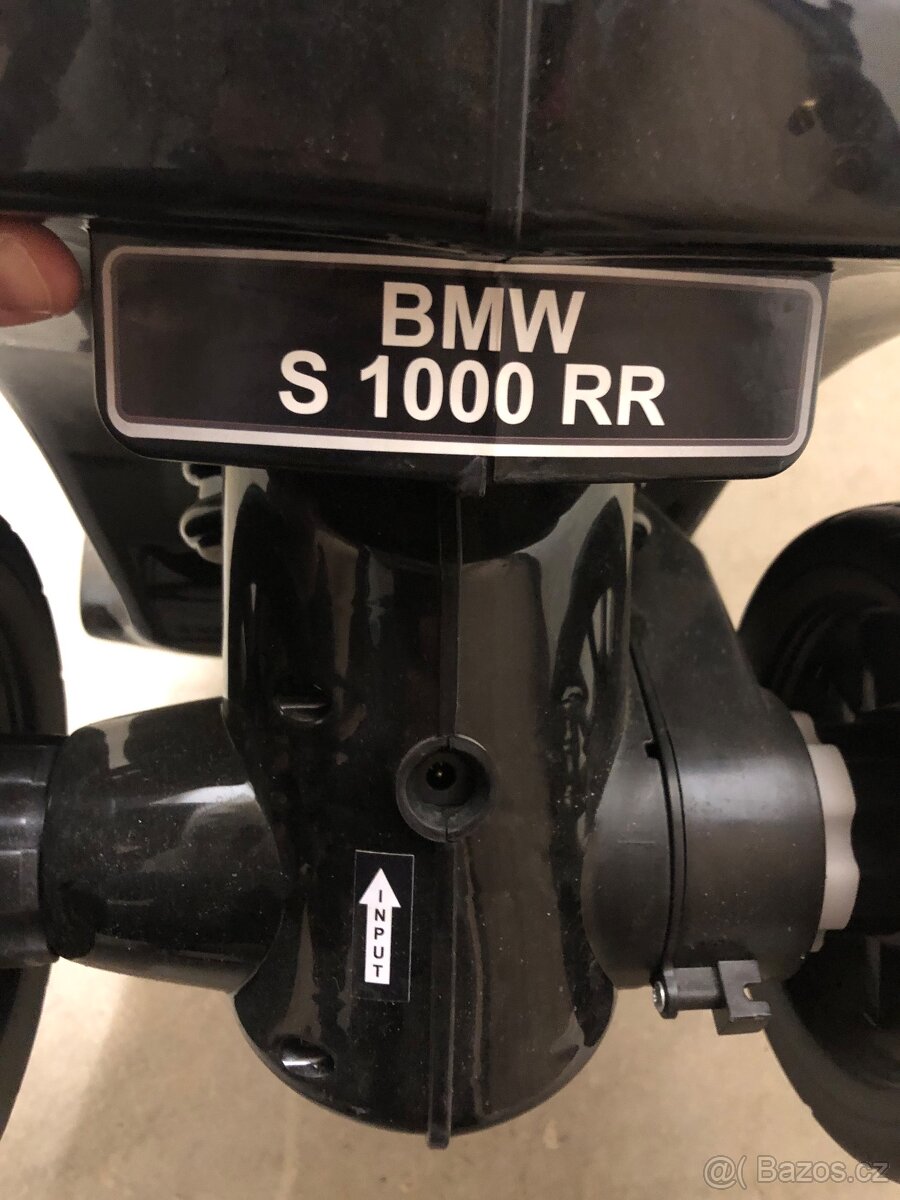 BMW
S 1000 RR
INPUT
@( Bazos.cz